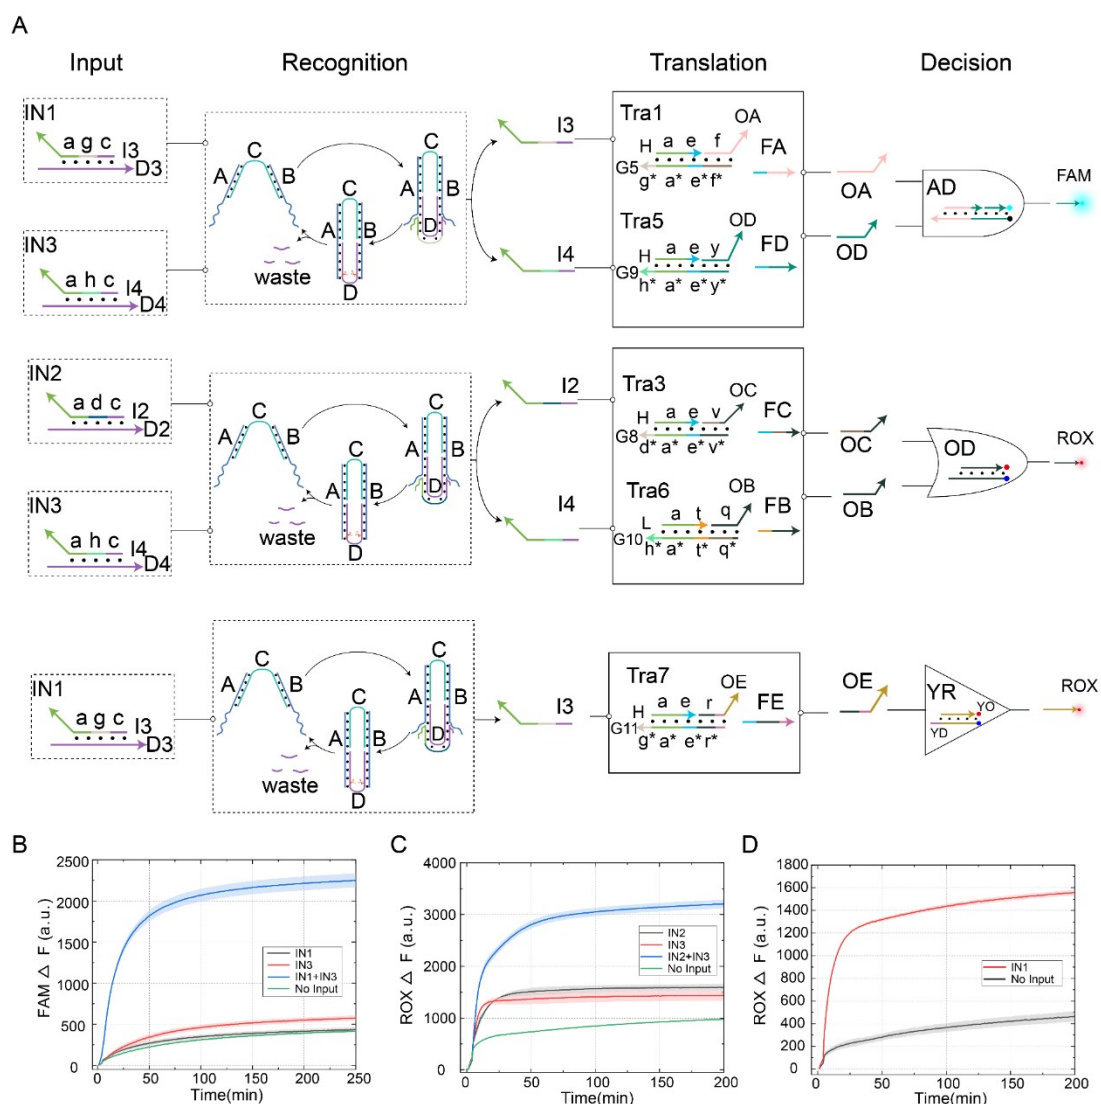 A
Input
Recognition
Translation
Decision
IN1
a g c
I3
D3
C
A
B
C
A
B
D
C
A
B
D
waste
I3
I4
Tra1
OA
H a e f
G5
g* a* e* f*
FA
OA
AD
FAM
IN3
a h c
I4
D4
Tra5
OD
H a e y
G9
h* a* e* y*
FD
OD
IN2
a d c
I2
D2
C
A
B
C
A
B
D
C
A
B
D
waste
I2
I4
Tra3
OC
H a e v
G8
d* a* e* v*
FC
OC
OD
ROX
IN3
a h c
I4
D4
Tra6
OB
L a t q
G10
h* a* t* q*
FB
OB
IN1
a g c
I3
D3
C
A
B
C
A
B
D
C
A
B
D
waste
I3
Tra7
OE
H a e r
G11
g* a* e* r*
FE
OE
YR
YO
YD
ROX
B
FAM Δ F (a.u.)
2500
2000
1500
1000
500
0
0 50 100 150 200 250
Time(min)
IN1
IN3
IN1+IN3
No Input
C
ROX Δ F (a.u.)
4000
3000
2000
1000
0
0 50 100 150 200
Time(min)
IN2
IN3
IN2+IN3
No Input
D
ROX Δ F (a.u.)
1800
1600
1400
1200
1000
800
600
400
200
0
0 50 100 150 200
Time(min)
IN1
No Input